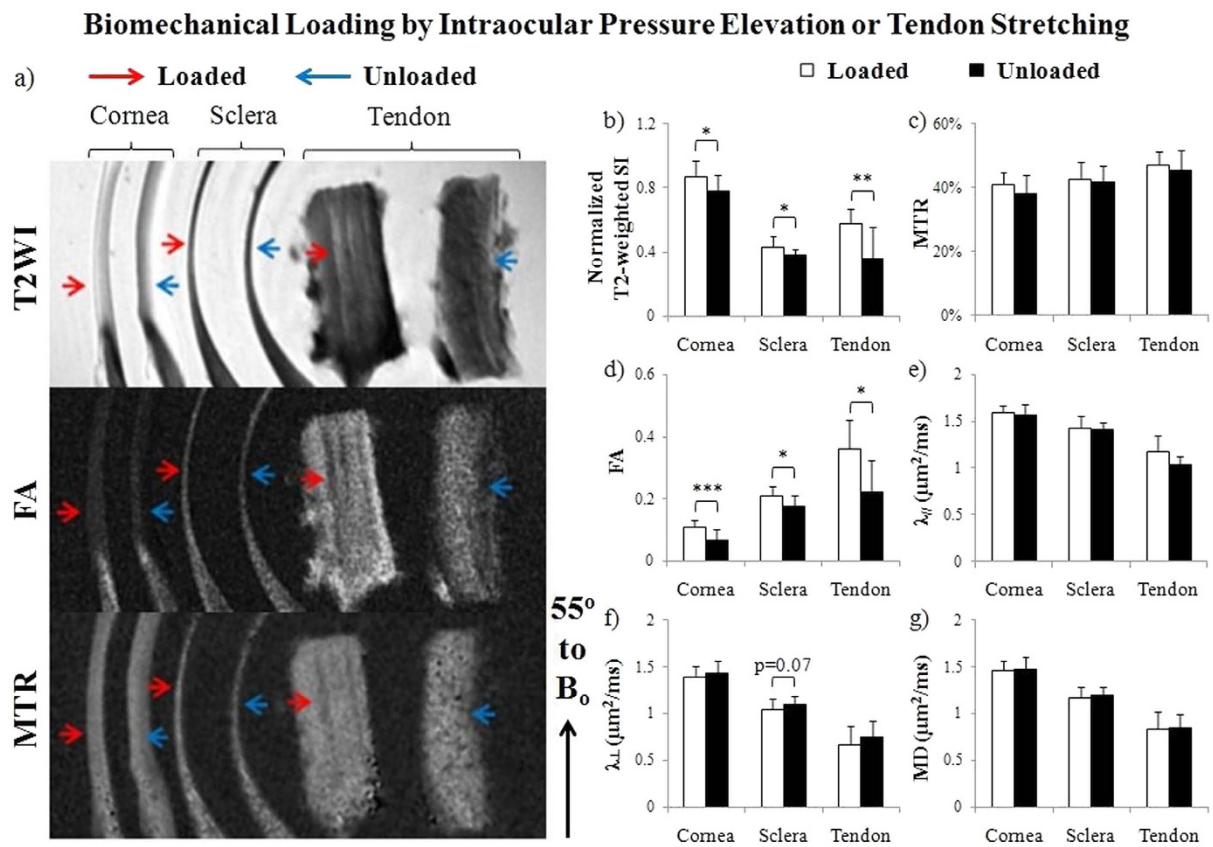 Biomechanical Loading by Intraocular Pressure Elevation or Tendon Stretching
a)
Loaded
Unloaded
Cornea
Sclera
Tendon
T2WI
FA
MTR
55º
to
Bₒ
Loaded
Unloaded
b)
Normalized
T2-weighted SI
1.2
0.8
0.4
0
*
*
**
Cornea
Sclera
Tendon
c)
MTR
60%
40%
20%
0%
Cornea
Sclera
Tendon
d)
FA
0.6
0.4
0.2
0
***
*
*
Cornea
Sclera
Tendon
e)
λ// (µm²/ms)
2
1.5
1
0.5
0
Cornea
Sclera
Tendon
f)
λ⊥ (µm²/ms)
2
1.5
1
0.5
0
p=0.07
Cornea
Sclera
Tendon
g)
MD (µm²/ms)
2
1.5
1
0.5
0
Cornea
Sclera
Tendon